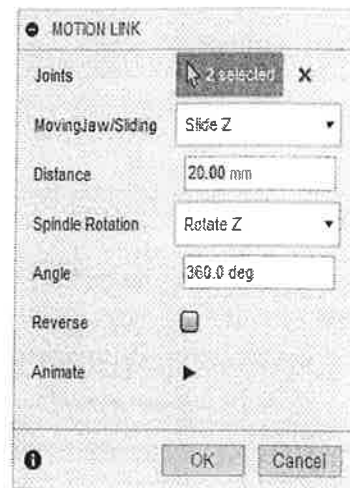 MOTION LINK
Joints 2 selected
MovingJaw/Sliding Slide Z
Distance 20.00 mm
Spindle Rotation Rotate Z
Angle 360.0 deg
Reverse
Animate
OK Cancel